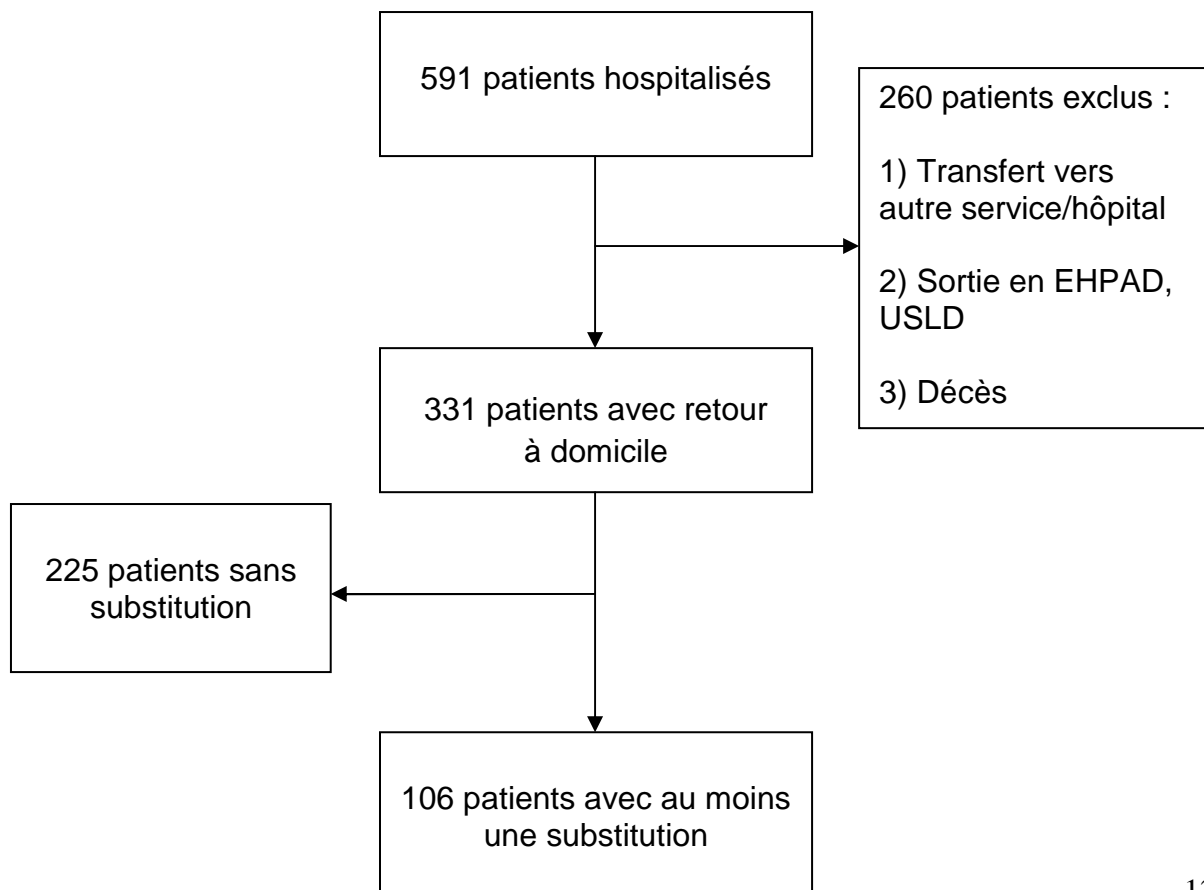 591 patients hospitalisés
260 patients exclus :
1) Transfert vers
autre service/hôpital
2) Sortie en EHPAD,
USLD
3) Décès
331 patients avec retour
à domicile
225 patients sans
substitution
106 patients avec au moins
une substitution